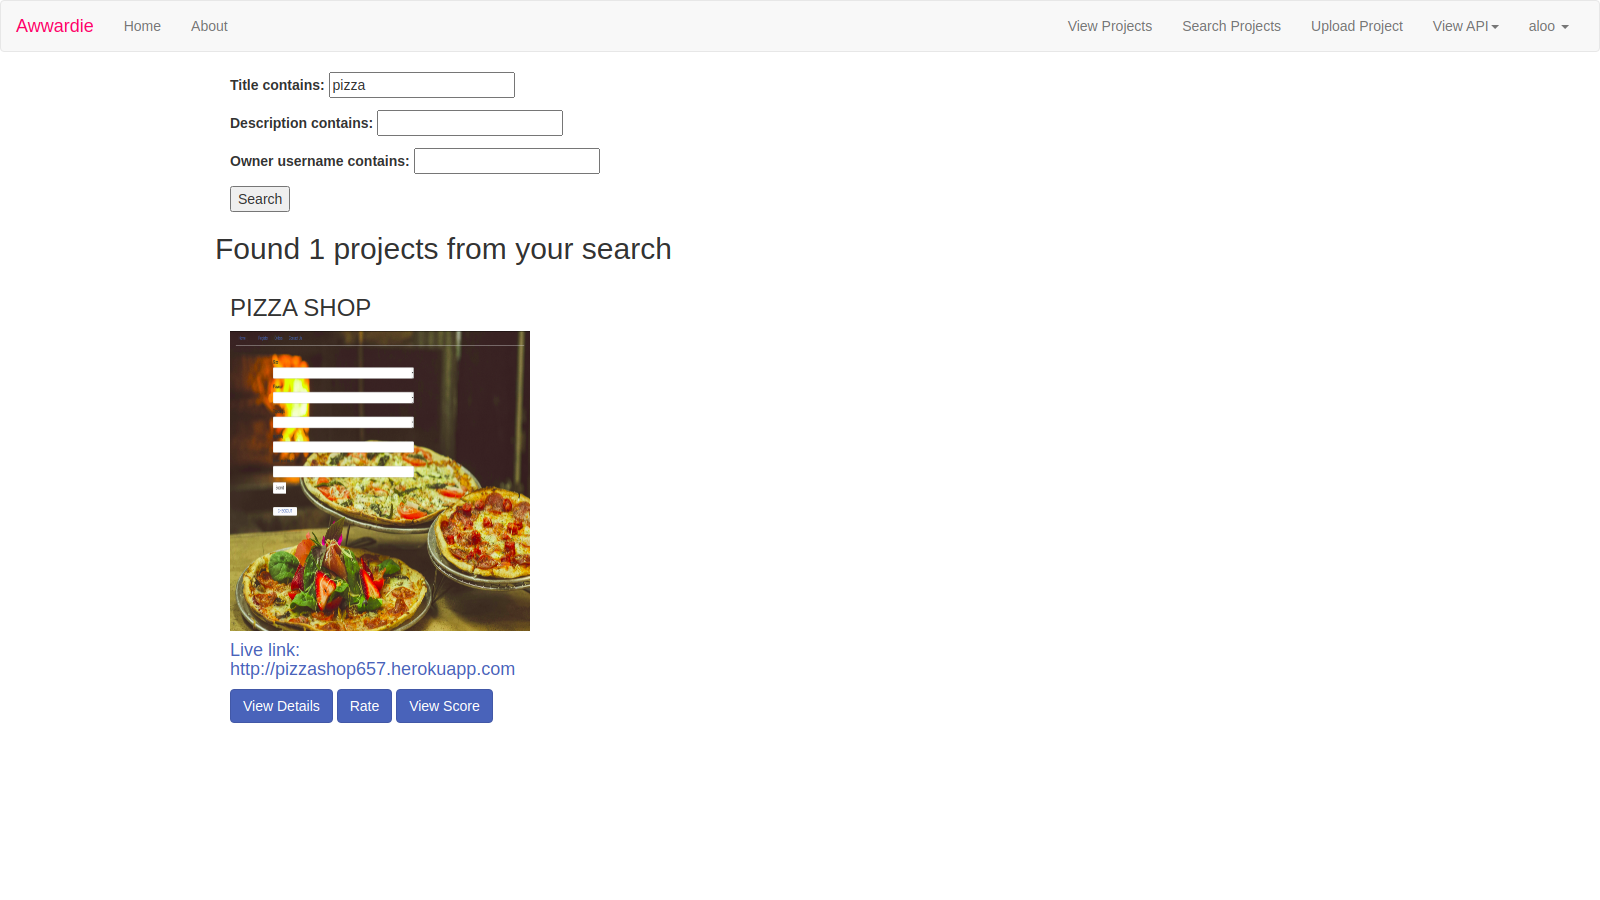 Awwardie Home About View Projects Search Projects Upload Project View API aloo
Title contains: pizza
Description contains:
Owner username contains:
Search
Found 1 projects from your search
PIZZA SHOP
Live link:
http://pizzashop657.herokuapp.com
View Details Rate View Score